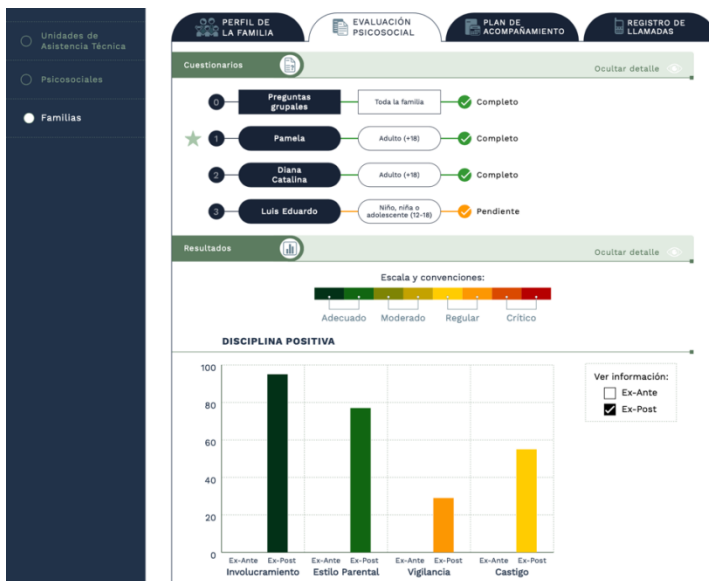 Unidades de
Asistencia Técnica
Psicosociales
Familias
PERFIL DE
LA FAMILIA
EVALUACIÓN
PSICOSOCIAL
PLAN DE
ACOMPAÑAMIENTO
REGISTRO DE
LLAMADAS
Cuestionarios
Ocultar detalle
0
Preguntas
grupales
Toda la familia
Completo
1
Pamela
Adulto (+18)
Completo
2
Diana
Catalina
Adulto (+18)
Completo
3
Luis Eduardo
Niño, niña o
adolescente (12-18)
Pendiente
Resultados
Ocultar detalle
Escala y convenciones:
Adecuado Moderado Regular Crítico
DISCIPLINA POSITIVA
100
80
60
40
20
0
Ex-Ante Ex-Post Ex-Ante Ex-Post Ex-Ante Ex-Post Ex-Ante Ex-Post
Involucramiento Estilo Parental Vigilancia Castigo
Ver información:
Ex-Ante
Ex-Post